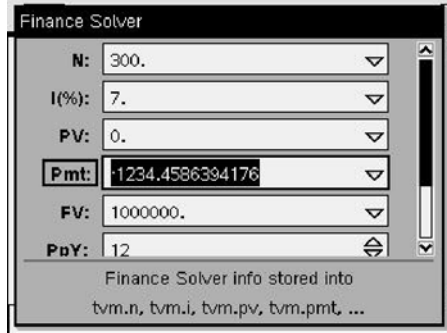 Finance Solver
N: 300.
I(%): 7.
PV: 0.
Pmt: -1234.4586394176
FV: 1000000.
PpY: 12
Finance Solver info stored into
tvm.n, tvm.i, tvm.pv, tvm.pmt, ...